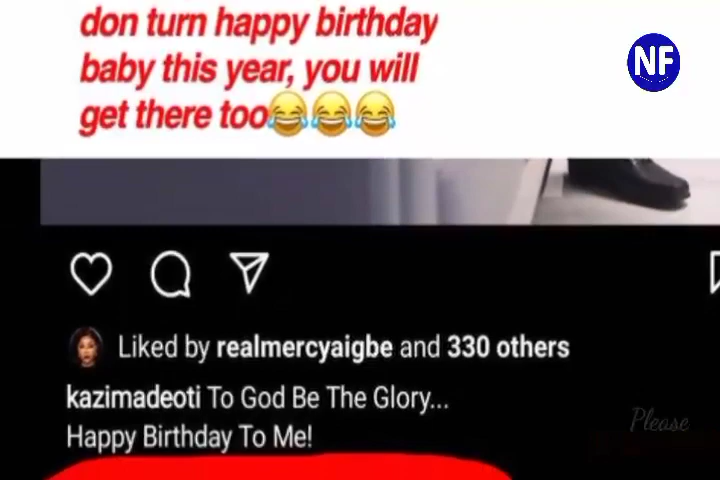 don turn happy birthday
baby this year, you will
get there too😂😂😂
NF
Liked by realmercyaigbe and 330 others
kazimadeoti To God Be The Glory...
Happy Birthday To Me!
Please